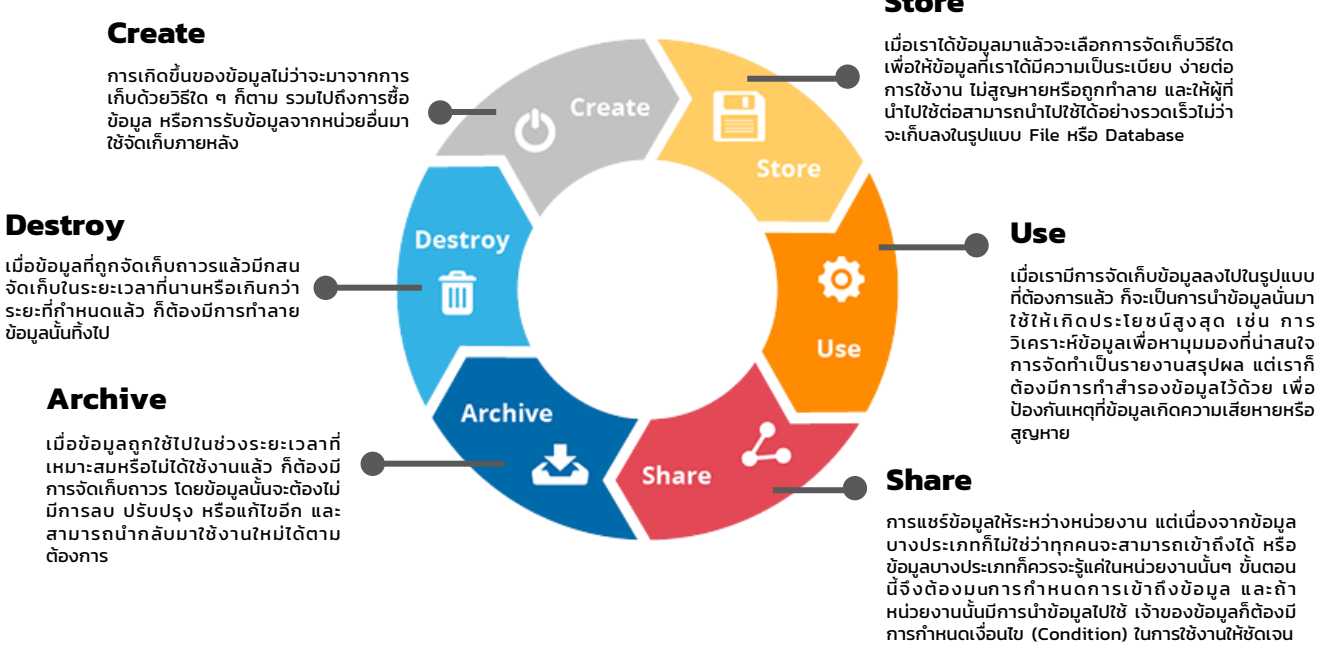 Create
การเกิดขึ้นของข้อมูลไม่ว่าจะมาจากการ
เก็บด้วยวิธีใด ๆ ก็ตาม รวมไปถึงการซื้อ
ข้อมูล หรือการรับข้อมูลจากหน่วยอื่นมา
ใช้จัดเก็บภายหลัง
Store
เมื่อเราได้ข้อมูลมาแล้วจะเลือกการจัดเก็บวิธีใด
เพื่อให้ข้อมูลที่เราได้มีความเป็นระเบียบ ง่ายต่อ
การใช้งาน ไม่สูญหายหรือถูกทำลาย และให้ผู้ที่
นำไปใช้ต่อสามารถนำไปใช้ได้อย่างรวดเร็วไม่ว่า
จะเก็บลงในรูปแบบ File หรือ Database
Create
Store
Use
Share
Archive
Destroy
Use
เมื่อเรามีการจัดเก็บข้อมูลลงไปในรูปแบบ
ที่ต้องการแล้ว ก็จะเป็นการนำข้อมูลนั่นมา
ใช้ให้เกิดประโยชน์สูงสุด เช่น การ
วิเคราะห์ข้อมูลเพื่อหามุมมองที่น่าสนใจ
การจัดทำเป็นรายงานสรุปผล แต่เราก็
ต้องมีการทำสำรองข้อมูลไว้ด้วย เพื่อ
ป้องกันเหตุที่ข้อมูลเกิดความเสียหายหรือ
สูญหาย
Share
การแชร์ข้อมูลให้ระหว่างหน่วยงาน แต่เนื่องจากข้อมูล
บางประเภทก็ไม่ใช่ว่าทุกคนจะสามารถเข้าถึงได้ หรือ
ข้อมูลบางประเภทก็ควรจะรู้แค่ในหน่วยงานนั้นๆ ขั้นตอน
นี้จึงต้องมนการกำหนดการเข้าถึงข้อมูล และถ้า
หน่วยงานนั้นมีการนำข้อมูลไปใช้ เจ้าของข้อมูลก็ต้องมี
การกำหนดเงื่อนไข (Condition) ในการใช้งานให้ชัดเจน
Destroy
เมื่อข้อมูลที่ถูกจัดเก็บถาวรแล้วมีกสน
จัดเก็บในระยะเวลาที่นานหรือเกินกว่า
ระยะที่กำหนดแล้ว ก็ต้องมีการทำลาย
ข้อมูลนั้นทิ้งไป
Archive
เมื่อข้อมูลถูกใช้ไปในช่วงระยะเวลาที่
เหมาะสมหรือไม่ได้ใช้งานแล้ว ก็ต้องมี
การจัดเก็บถาวร โดยข้อมูลนั้นจะต้องไม่
มีการลบ ปรับปรุง หรือแก้ไขอีก และ
สามารถนำกลับมาใช้งานใหม่ได้ตาม
ต้องการ